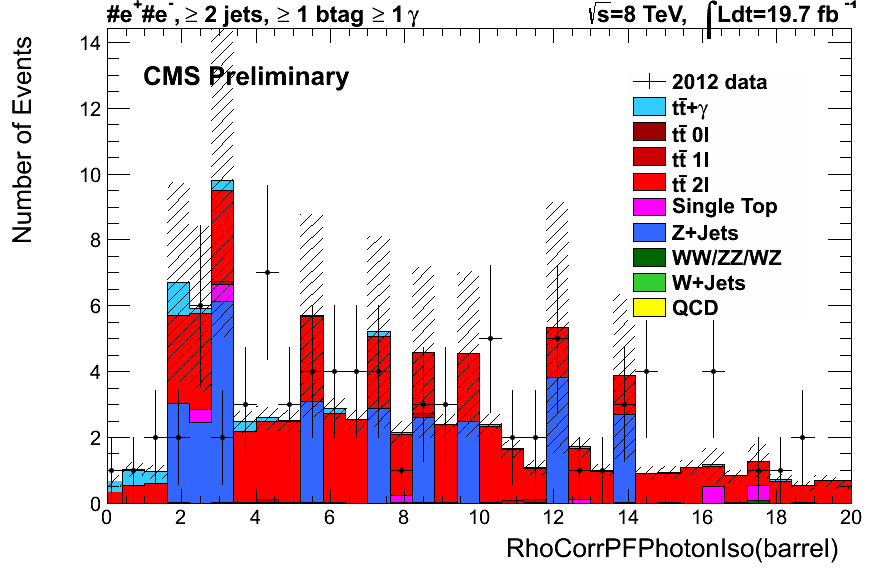 #e⁺#e⁻, ≥ 2 jets, ≥ 1 btag ≥ 1 γ
√s=8 TeV, ∫Ldt=19.7 fb⁻¹
CMS Preliminary
Number of Events
14
12
10
8
6
4
2
0
2012 data
tt̄+γ
tt̄ 0l
tt̄ 1l
tt̄ 2l
Single Top
Z+Jets
WW/ZZ/WZ
W+Jets
QCD
0 2 4 6 8 10 12 14 16 18 20
RhoCorrPFPhotonIso(barrel)